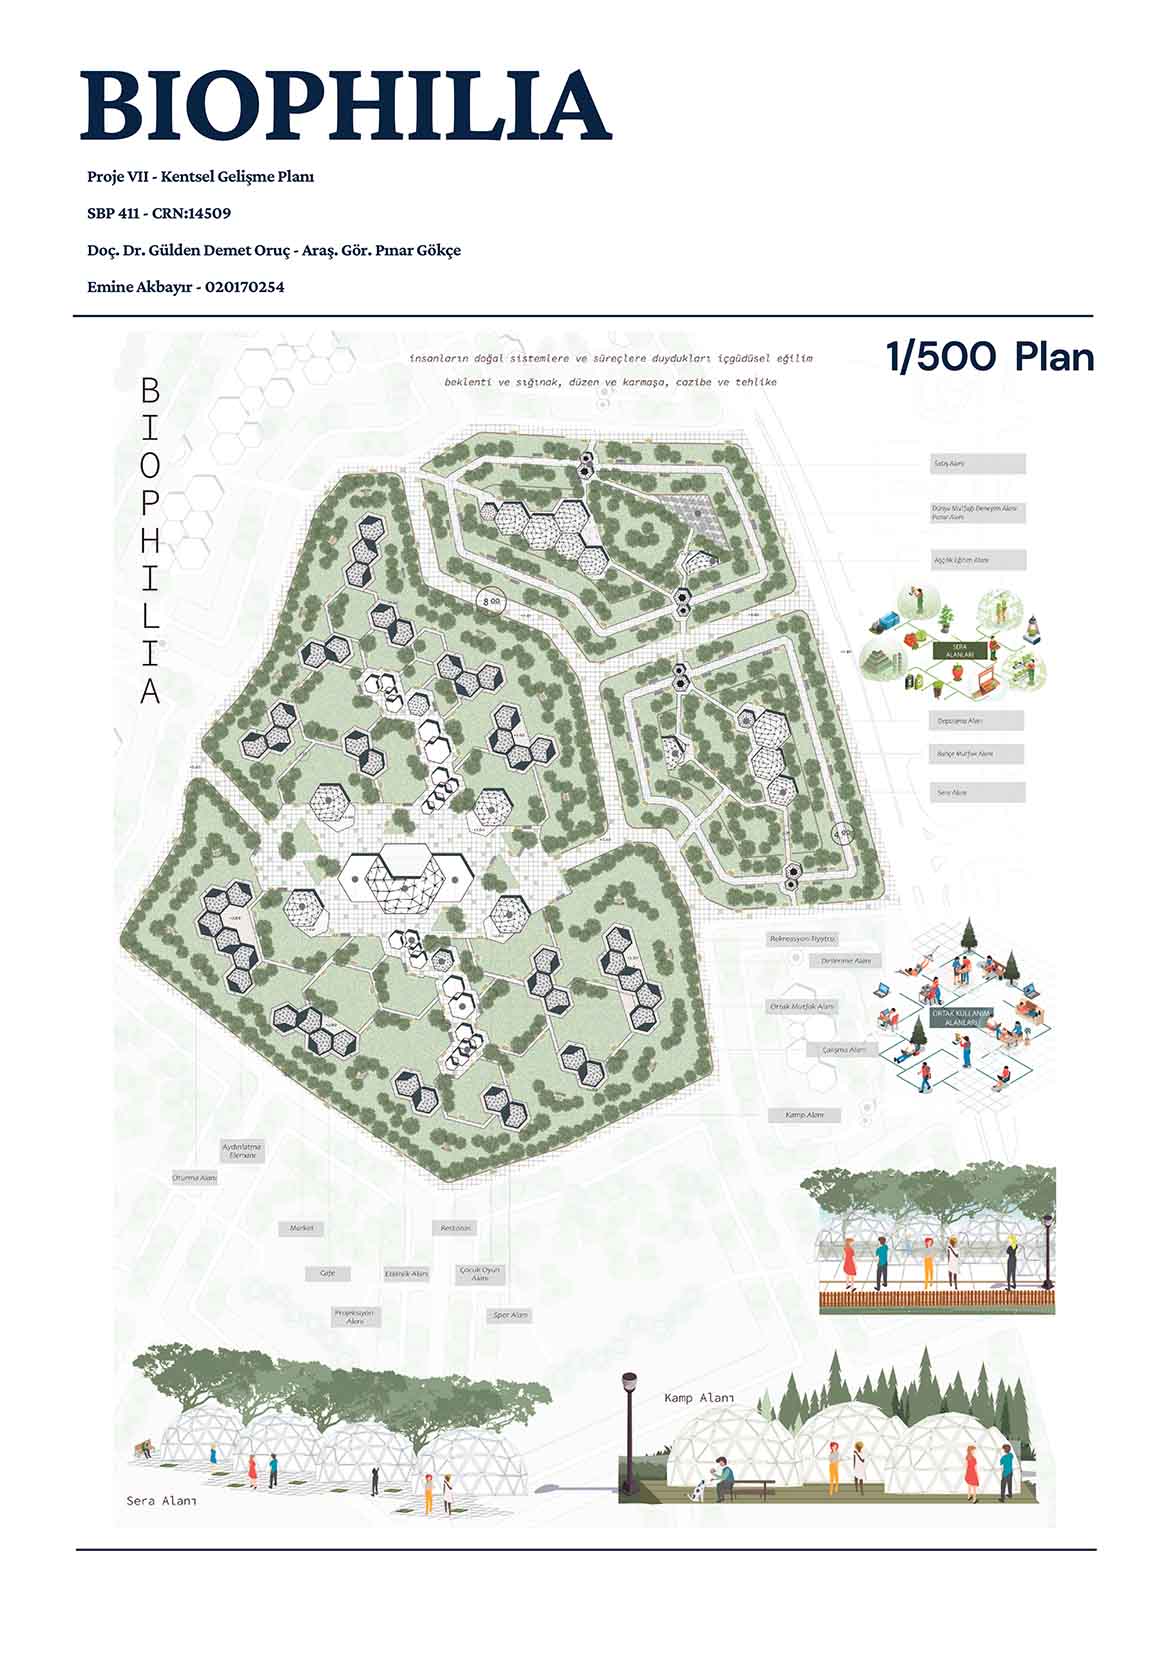 BIOPHILIA
Proje VII - Kentsel Gelişme Planı
SBP 411 - CRN:14509
Doç. Dr. Gülden Demet Oruç - Araş. Gör. Pınar Gökçe
Emine Akbayır - 020170254
1/500 Plan
insanların doğal sistemlere ve süreçlere duydukları içgüdüsel eğilim
beklenti ve sığınak, düzen ve karmaşa, cazibe ve tehlike
BIOPHILIA
Satış Alanı
Dünya Mutfağı Deneyim Alanı
Pazar Alanı
Aşçılık Eğitim Alanı
8.00
SERA
ALANLARI
Depolama Alanı
Bahçe Mutfak Alanı
Sera Alanı
Rekreasyon Tiyatro
Dinlenme Alanı
Ortak Mutfak Alanı
Çalışma Alanı
Kamp Alanı
ORTAK KULLANIM
ALANLARI
Aydınlatma
Elemanı
Oturma Alanı
Market
Restoran
Cafe
Etkinlik Alanı
Çocuk Oyun
Alanı
Projeksiyon
Alanı
Spor Alanı
Kamp Alanı
Sera Alanı